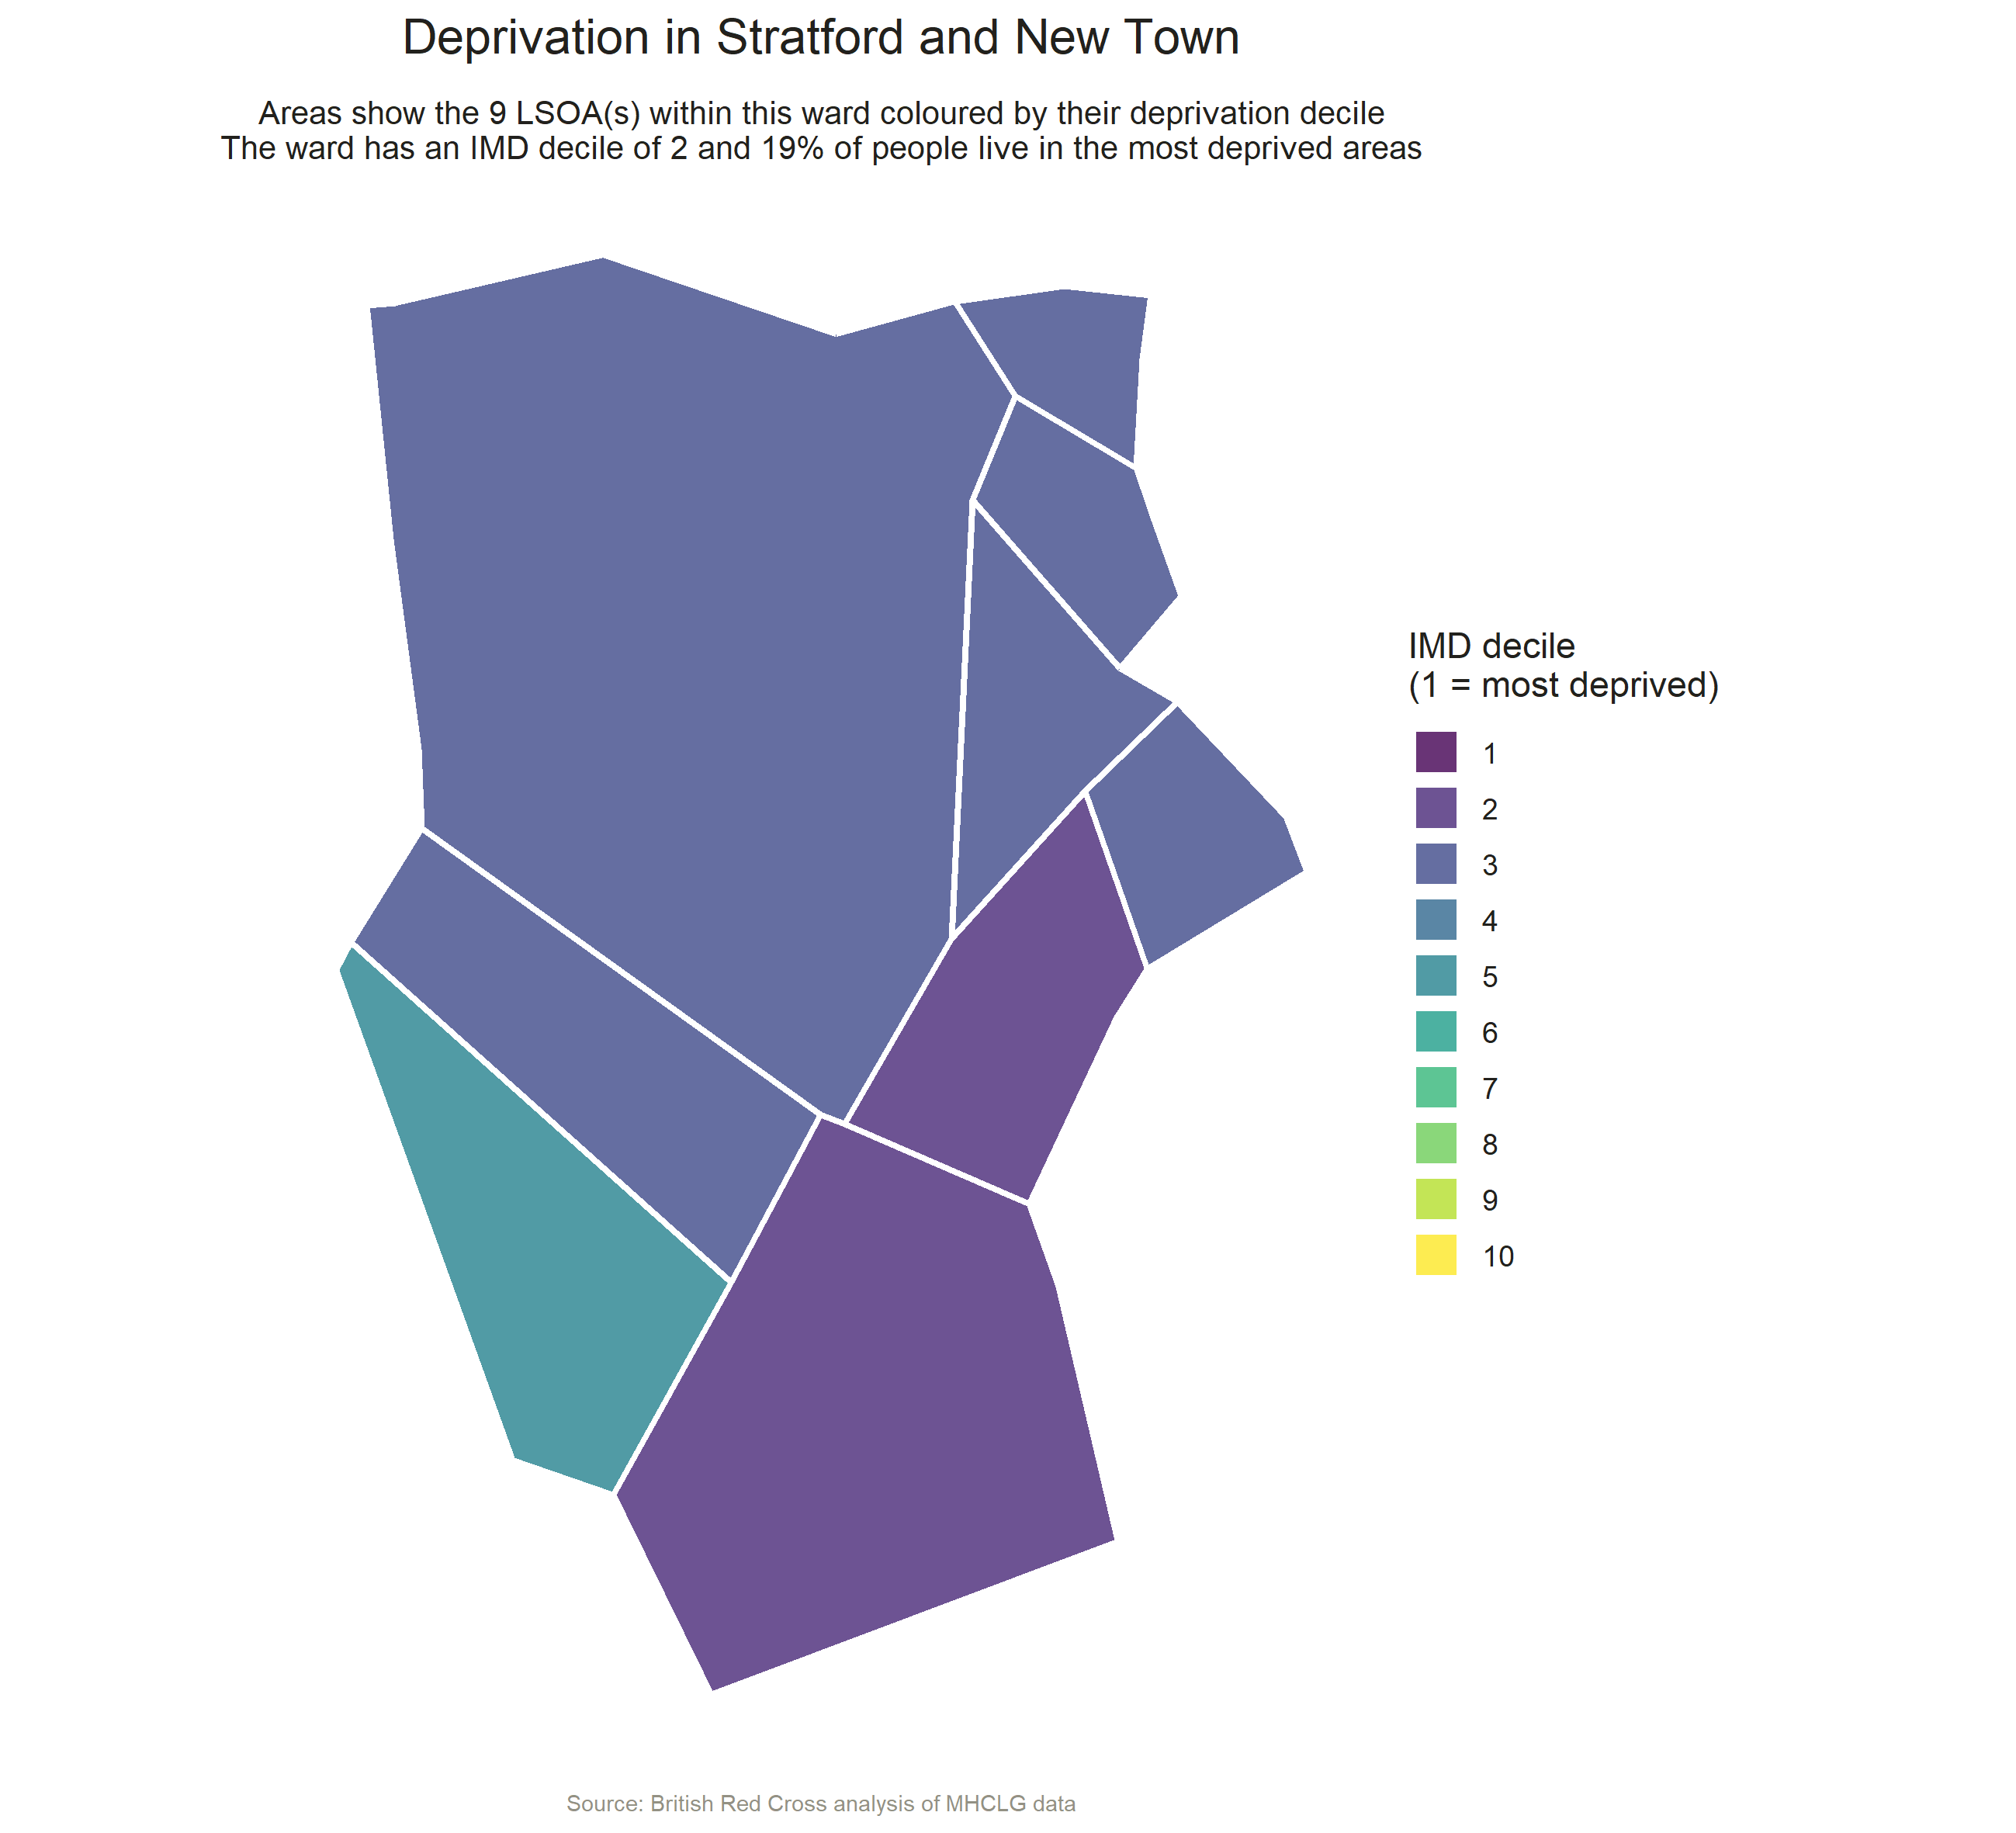 Deprivation in Stratford and New Town
Areas show the 9 LSOA(s) within this ward coloured by their deprivation decile
The ward has an IMD decile of 2 and 19% of people live in the most deprived areas
IMD decile
(1 = most deprived)
1
2
3
4
5
6
7
8
9
10
Source: British Red Cross analysis of MHCLG data